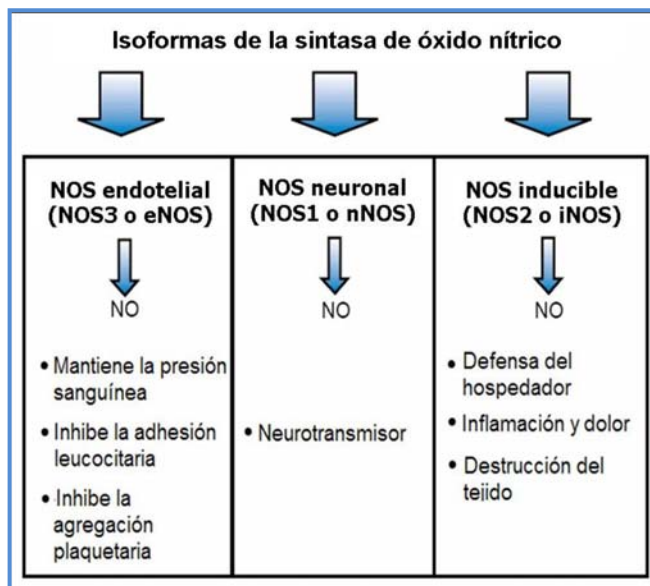 Isoformas de la sintasa de óxido nítrico
NOS endotelial
(NOS3 o eNOS)
NO
• Mantiene la presión
sanguínea
• Inhibe la adhesión
leucocitaria
• Inhibe la
agregación
plaquetaria
NOS neuronal
(NOS1 o nNOS)
NO
• Neurotransmisor
NOS inducible
(NOS2 o iNOS)
NO
• Defensa del
hospedador
• Inflamación y dolor
• Destrucción del
tejido